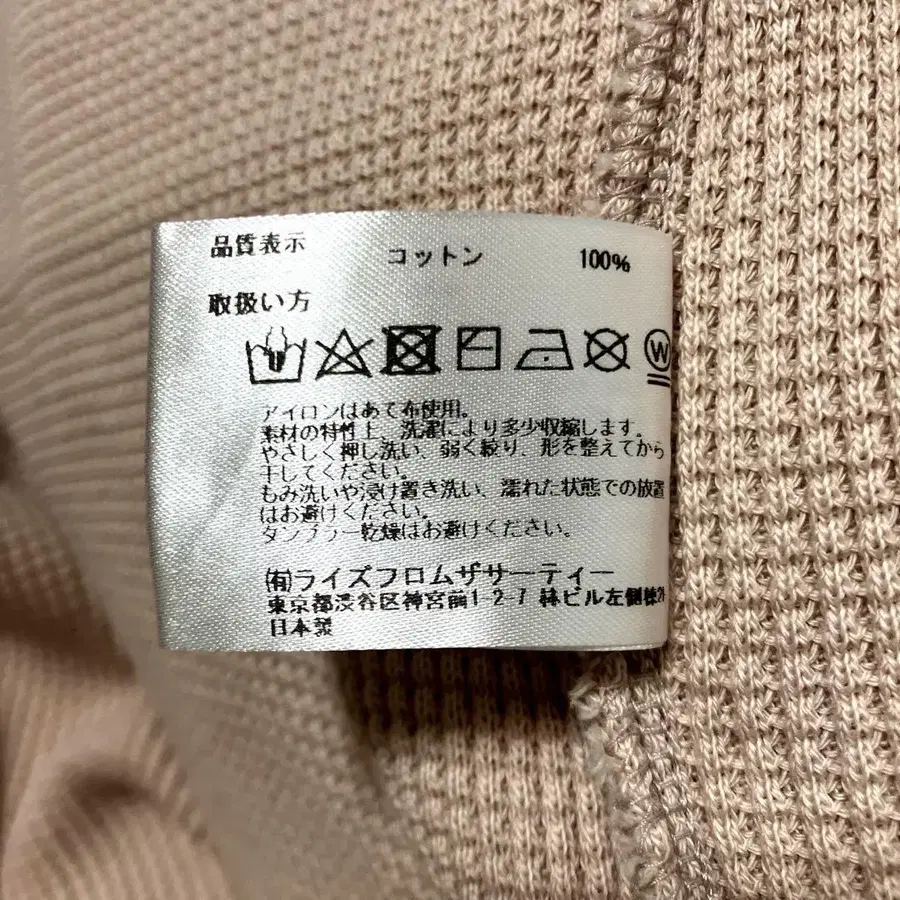 品質表示 コットン 100%
取扱い方
W
アイロンはあて布使用。
素材の特性上、洗濯により多少収縮します。
やさしく押し洗い、弱く絞り、形を整えてから
干してください。
もみ洗いや浸け置き洗い、濡れた状態での放置
はお避けください。
タンブラー乾燥はお避けください。
(有)ライズフロムザサーティー
東京都渋谷区神宮前1-2-7 林ビル左側棟2
日本製